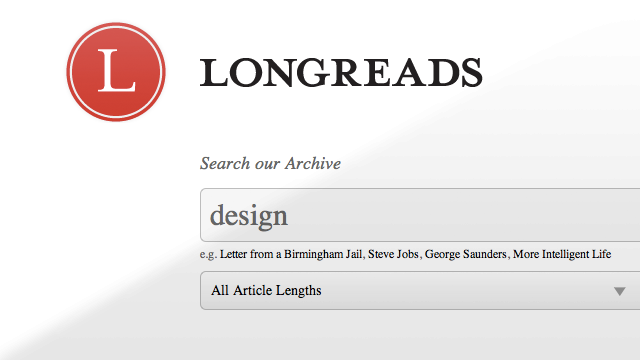 L
LONGREADS
Search our Archive
design
e.g. Letter from a Birmingham Jail, Steve Jobs, George Saunders, More Intelligent Life
All Article Lengths